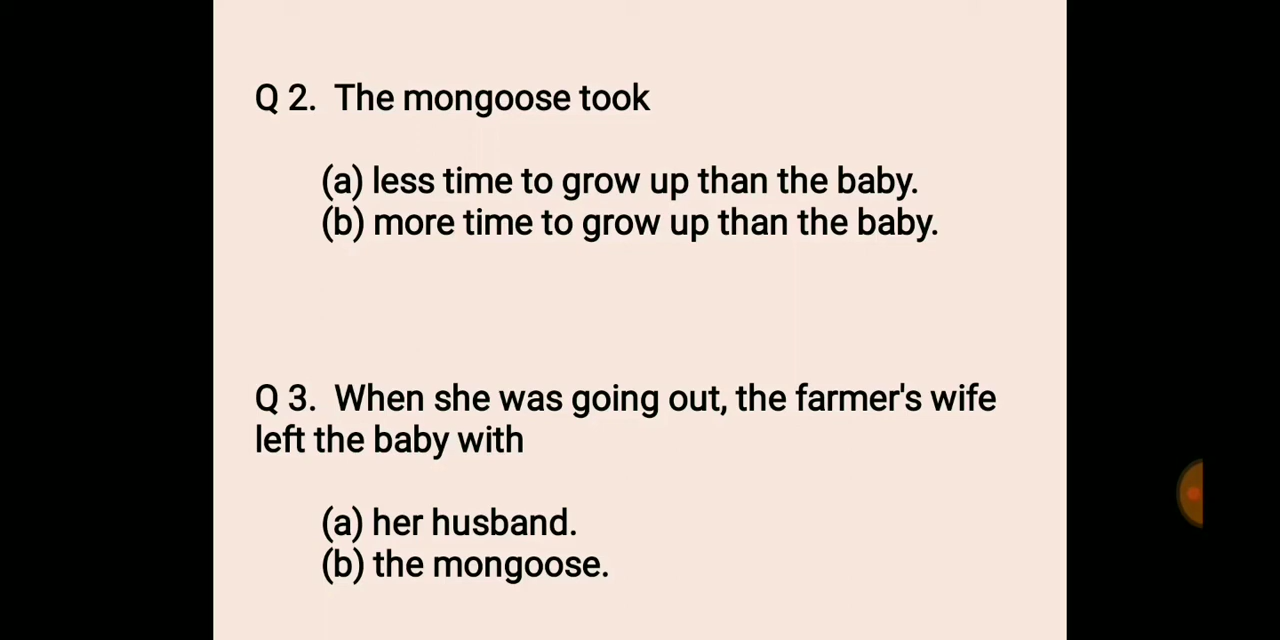 Q 2.  The mongoose took
(a) less time to grow up than the baby.
(b) more time to grow up than the baby.
Q 3.  When she was going out, the farmer's wife
left the baby with
(a) her husband.
(b) the mongoose.